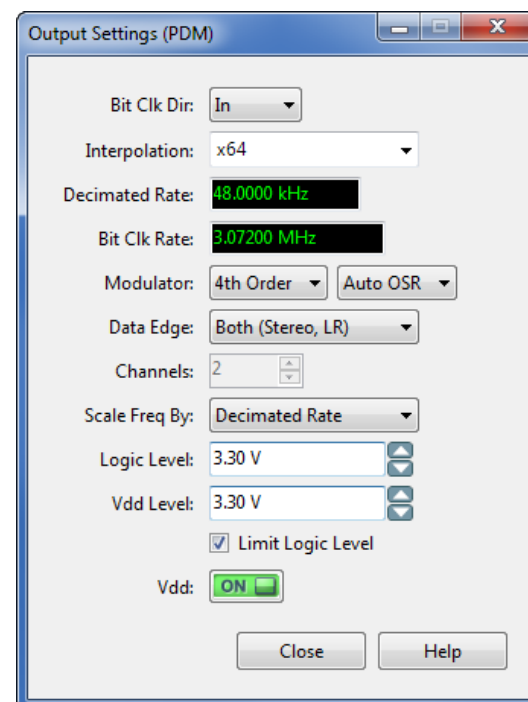 Output Settings (PDM)
Bit Clk Dir: In
Interpolation: x64
Decimated Rate: 48.0000 kHz
Bit Clk Rate: 3.07200 MHz
Modulator: 4th Order Auto OSR
Data Edge: Both (Stereo, LR)
Channels: 2
Scale Freq By: Decimated Rate
Logic Level: 3.30 V
Vdd Level: 3.30 V
Limit Logic Level
Vdd: ON
Close Help